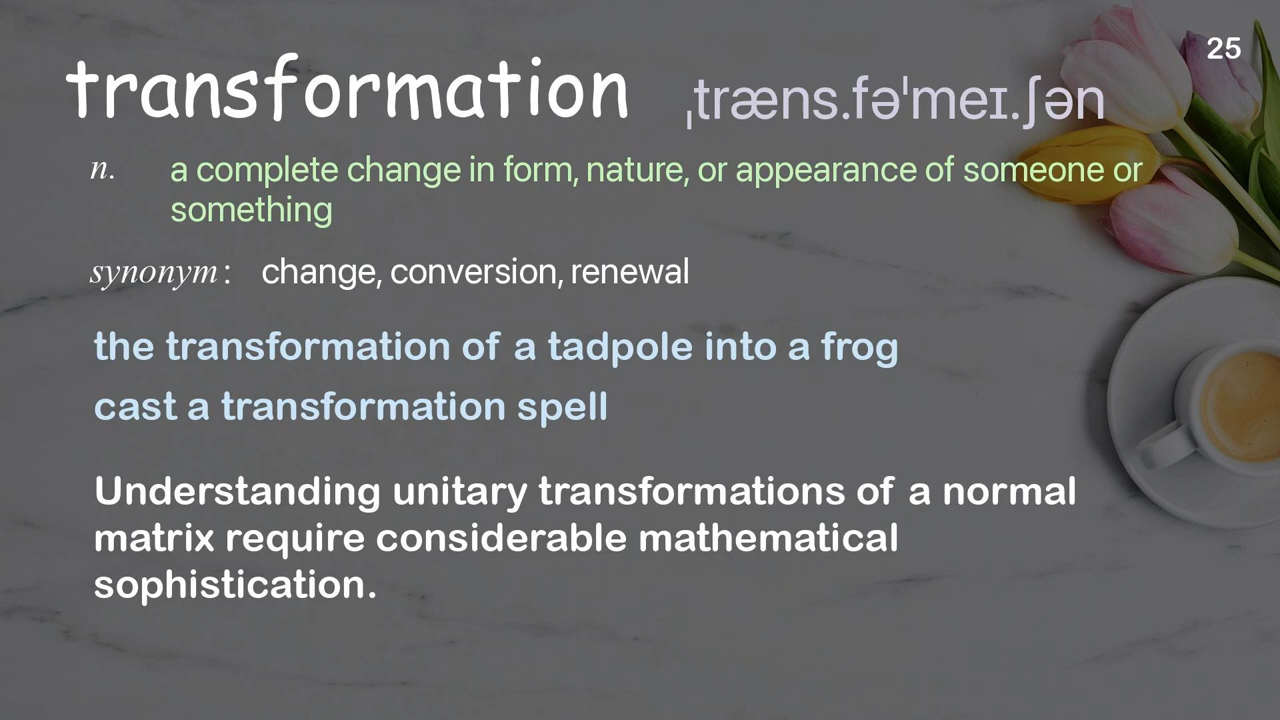 25
transformation ˌtræns.fəˈmeɪ.ʃən
n. a complete change in form, nature, or appearance of someone or
something
synonym: change, conversion, renewal
the transformation of a tadpole into a frog
cast a transformation spell
Understanding unitary transformations of a normal
matrix require considerable mathematical
sophistication.